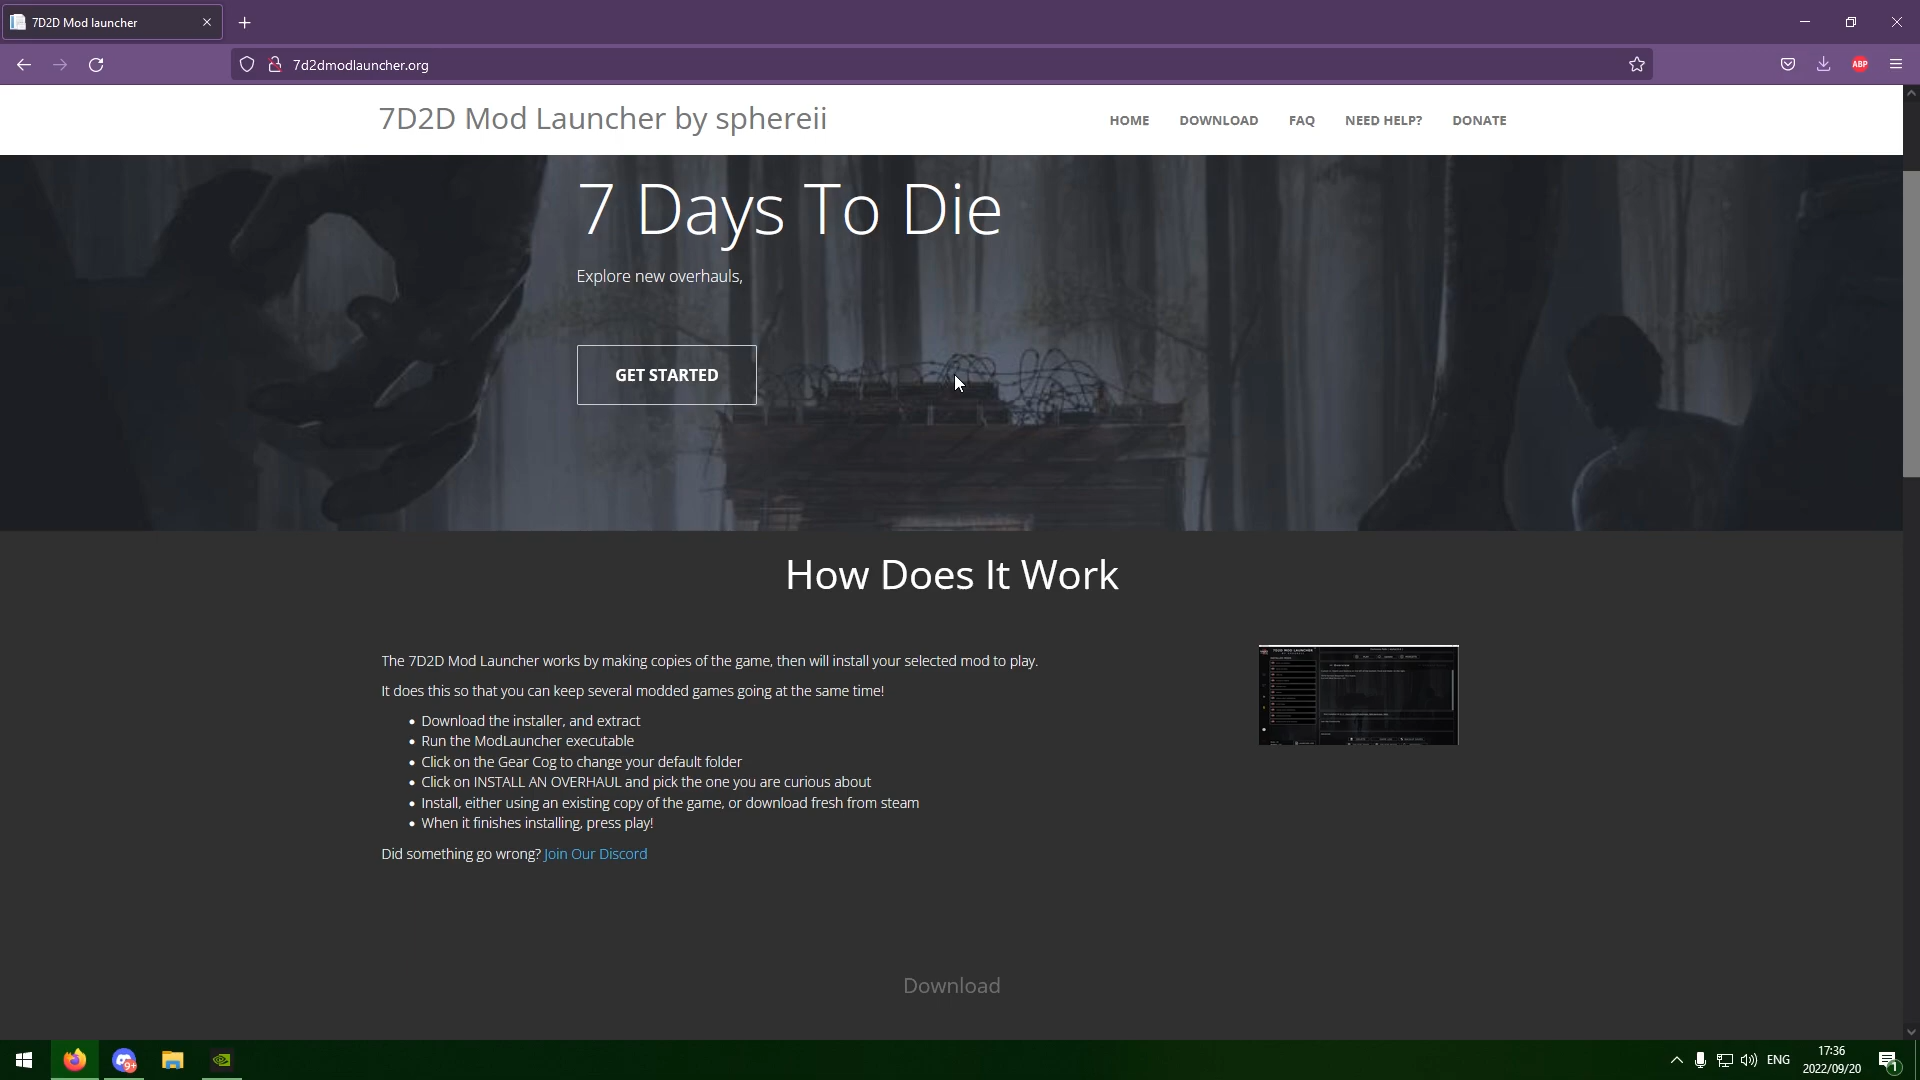 7D2D Mod launcher
7d2dmodlauncher.org
ABP
7D2D Mod Launcher by sphereii
HOME
DOWNLOAD
FAQ
NEED HELP?
DONATE
7 Days To Die
Explore new overhauls,
GET STARTED
How Does It Work
The 7D2D Mod Launcher works by making copies of the game, then will install your selected mod to play.
It does this so that you can keep several modded games going at the same time!
Download the installer, and extract
Run the ModLauncher executable
Click on the Gear Cog to change your default folder
Click on INSTALL AN OVERHAUL and pick the one you are curious about
Install, either using an existing copy of the game, or download fresh from steam
When it finishes installing, press play!
Did something go wrong? Join Our Discord
Download
9+
ENG
17:36
2022/09/20
1